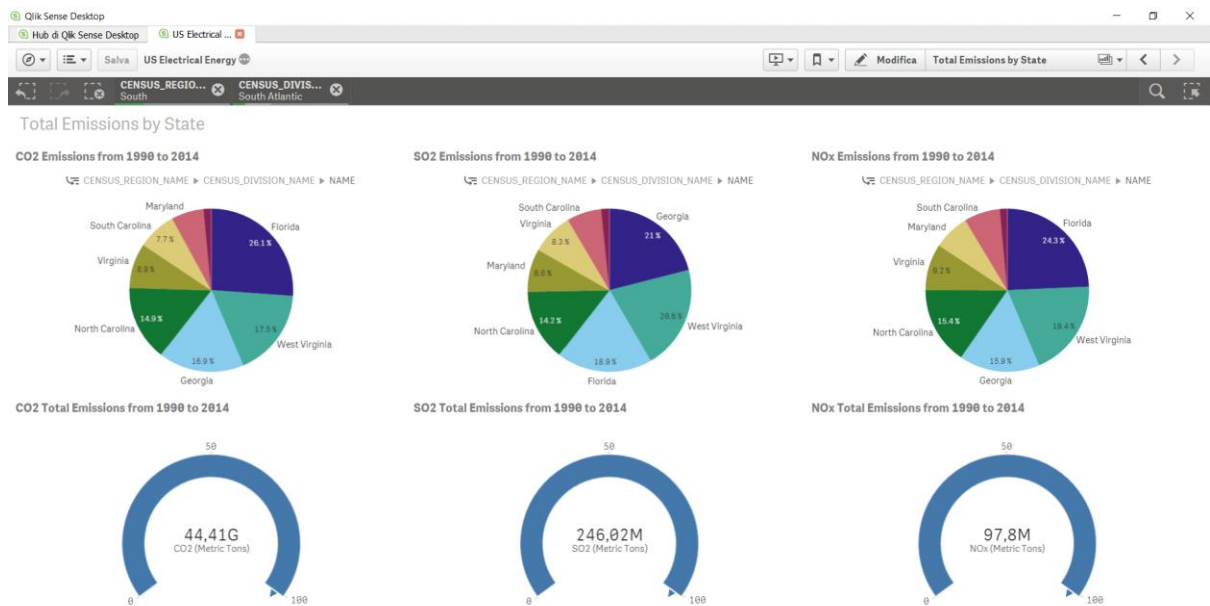 Qlik Sense Desktop
Hub di Qlik Sense Desktop
US Electrical ...
Salva
US Electrical Energy
Modifica
Total Emissions by State
CENSUS_REGIO...
South
CENSUS_DIVIS...
South Atlantic
Total Emissions by State
CO2 Emissions from 1990 to 2014
CENSUS_REGION_NAME ▶ CENSUS_DIVISION_NAME ▶ NAME
Maryland
South Carolina
7.7%
Florida
26.1%
Virginia
8.9%
North Carolina
14.9%
17.5%
West Virginia
16.9%
Georgia
SO2 Emissions from 1990 to 2014
CENSUS_REGION_NAME ▶ CENSUS_DIVISION_NAME ▶ NAME
South Carolina
Virginia
8.3%
Georgia
21%
Maryland
8.6%
North Carolina
14.2%
20.6%
West Virginia
18.9%
Florida
NOx Emissions from 1990 to 2014
CENSUS_REGION_NAME ▶ CENSUS_DIVISION_NAME ▶ NAME
South Carolina
Maryland
Florida
24.3%
Virginia
9.2%
North Carolina
15.4%
19.4%
West Virginia
15.9%
Georgia
CO2 Total Emissions from 1990 to 2014
50
44,41G
CO2 (Metric Tons)
0
100
SO2 Total Emissions from 1990 to 2014
50
246,02M
SO2 (Metric Tons)
0
100
NOx Total Emissions from 1990 to 2014
50
97,8M
NOx (Metric Tons)
0
100